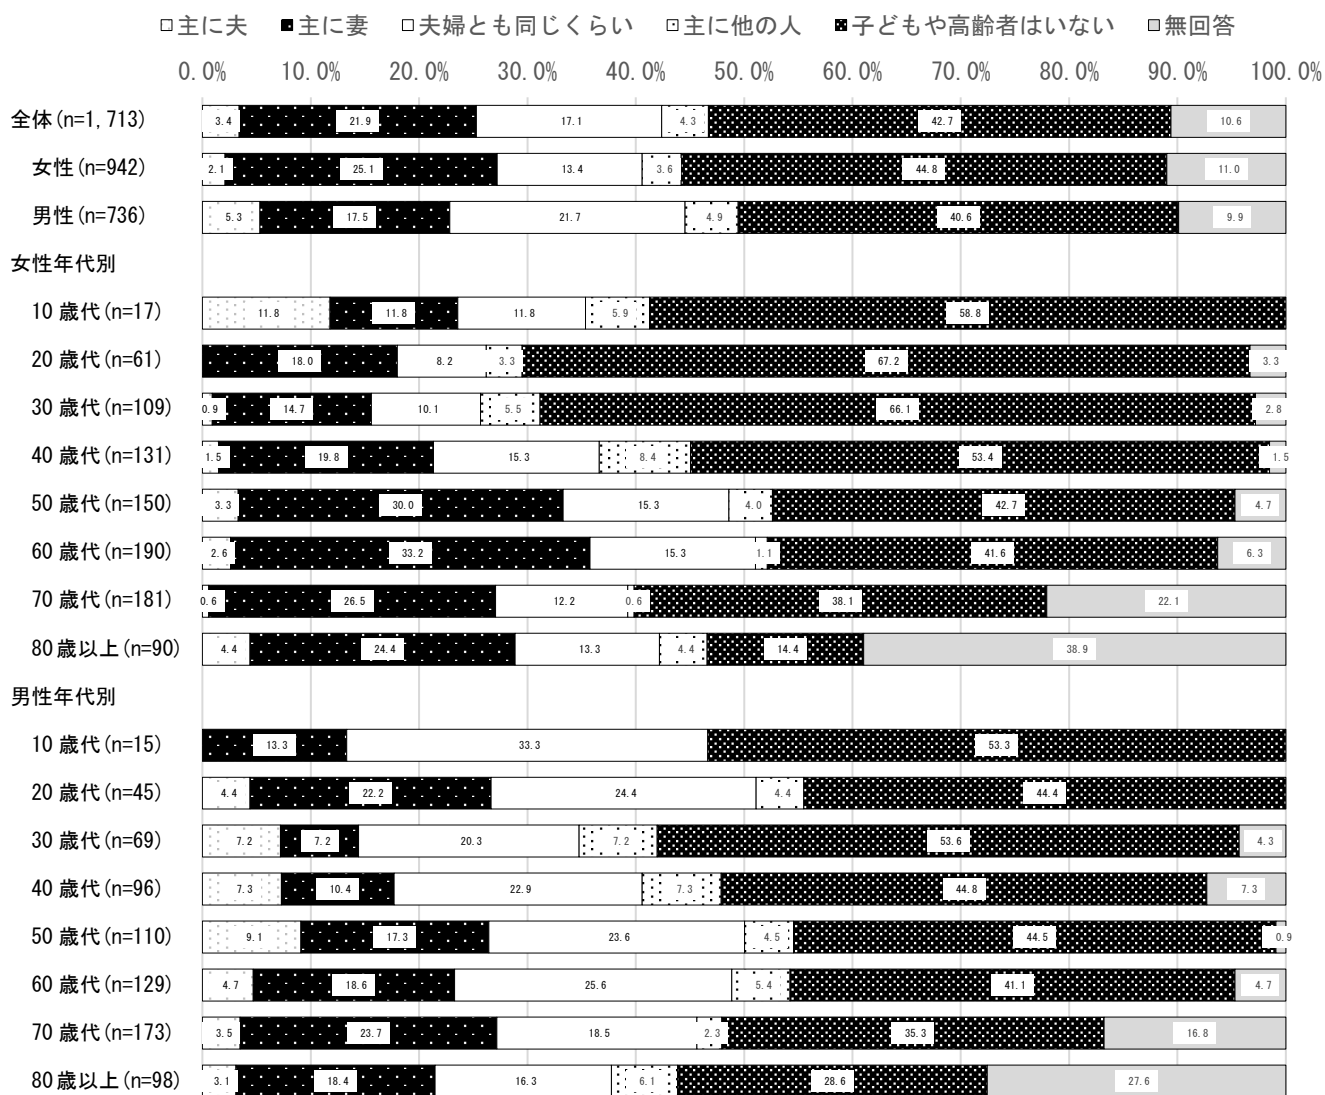 □主に夫 ■主に妻 □夫婦とも同じくらい □主に他の人 ■子どもや高齢者はいない □無回答
0.0% 10.0% 20.0% 30.0% 40.0% 50.0% 60.0% 70.0% 80.0% 90.0% 100.0%
全体(n=1,713) 3.4 21.9 17.1 4.3 42.7 10.6
女性(n=942) 2.1 25.1 13.4 3.6 44.8 11.0
男性(n=736) 5.3 17.5 21.7 4.9 40.6 9.9
女性年代別
10歳代(n=17) 11.8 11.8 11.8 5.9 58.8
20歳代(n=61) 18.0 8.2 3.3 67.2 3.3
30歳代(n=109) 0.9 14.7 10.1 5.5 66.1 2.8
40歳代(n=131) 1.5 19.8 15.3 8.4 53.4 1.5
50歳代(n=150) 3.3 30.0 15.3 4.0 42.7 4.7
60歳代(n=190) 2.6 33.2 15.3 1.1 41.6 6.3
70歳代(n=181) 0.6 26.5 12.2 0.6 38.1 22.1
80歳以上(n=90) 4.4 24.4 13.3 4.4 14.4 38.9
男性年代別
10歳代(n=15) 13.3 33.3 53.3
20歳代(n=45) 4.4 22.2 24.4 4.4 44.4
30歳代(n=69) 7.2 7.2 20.3 7.2 53.6 4.3
40歳代(n=96) 7.3 10.4 22.9 7.3 44.8 7.3
50歳代(n=110) 9.1 17.3 23.6 4.5 44.5 0.9
60歳代(n=129) 4.7 18.6 25.6 5.4 41.1 4.7
70歳代(n=173) 3.5 23.7 18.5 2.3 35.3 16.8
80歳以上(n=98) 3.1 18.4 16.3 6.1 28.6 27.6